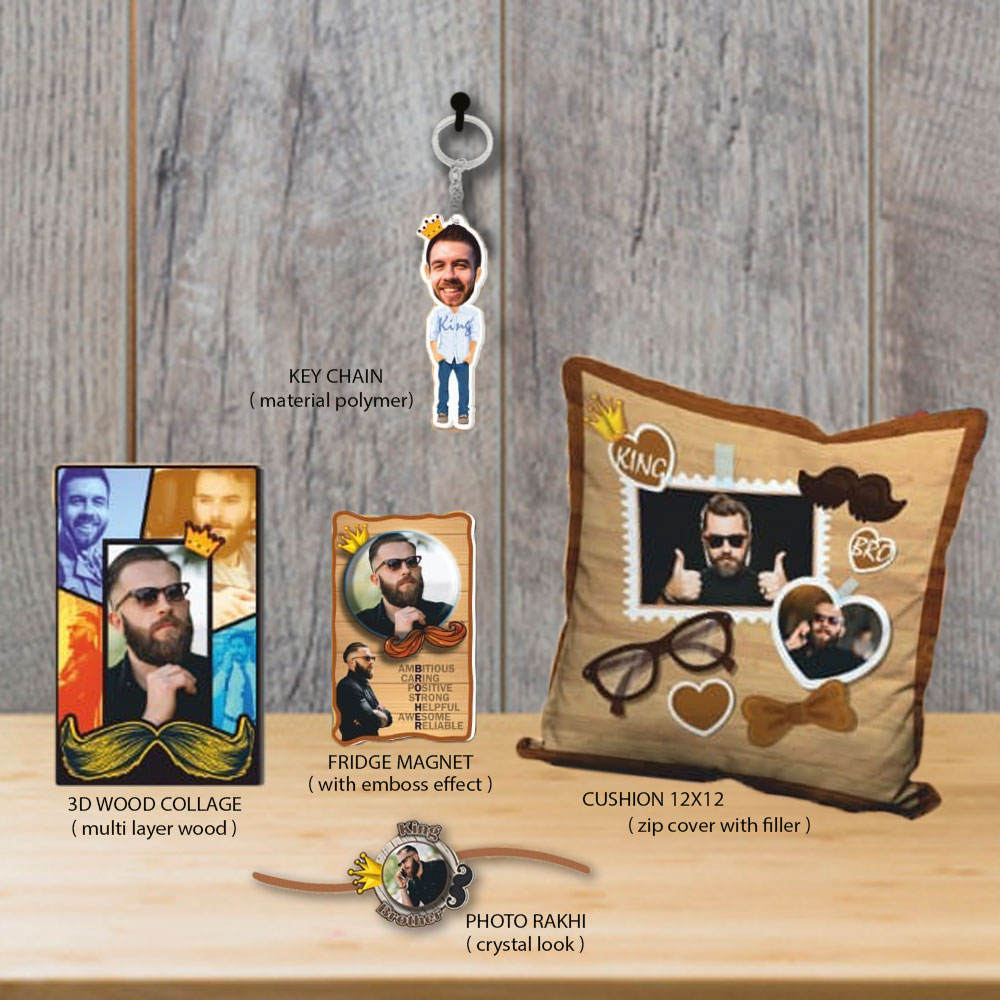 King
KEY CHAIN
( material polymer)
KING
BRO
AMBITIOUS
CARING
POSITIVE
STRONG
HELPFUL
AWESOME
RELIABLE
FRIDGE MAGNET
( with emboss effect )
3D WOOD COLLAGE
( multi layer wood )
CUSHION 12X12
( zip cover with filler )
King
Brother
PHOTO RAKHI
( crystal look )